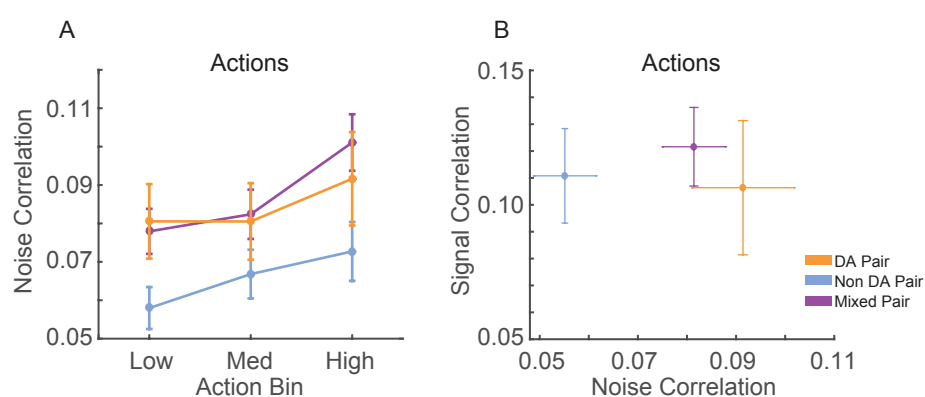 A
Actions
Noise Correlation
0.11
0.09
0.07
0.05
Low Med High
Action Bin
B
Actions
Signal Correlation
0.15
0.10
0.05
0.05 0.07 0.09 0.11
Noise Correlation
DA Pair
Non DA Pair
Mixed Pair